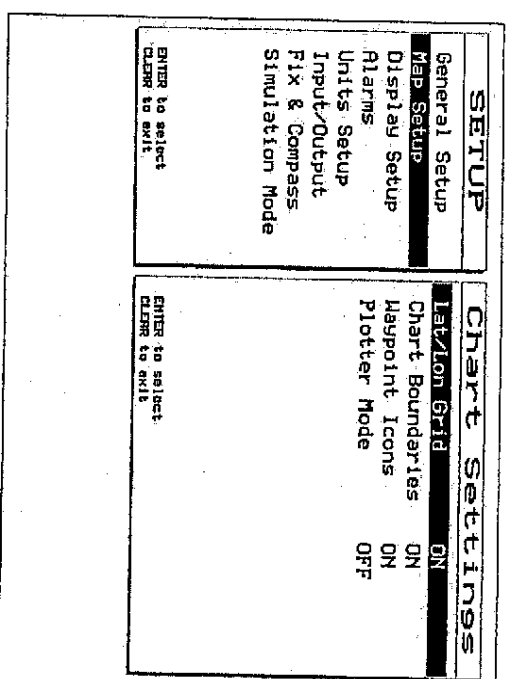 SETUP
General Setup
Map Setup
Display Setup
Alarms
Units Setup
Input/Output
Fix & Compass
Simulation Mode
ENTER to select
CLEAR to exit
Chart Settings
Lat/Lon Grid ON
Chart Boundaries ON
Waypoint Icons ON
Plotter Mode OFF
ENTER to select
CLEAR to exit